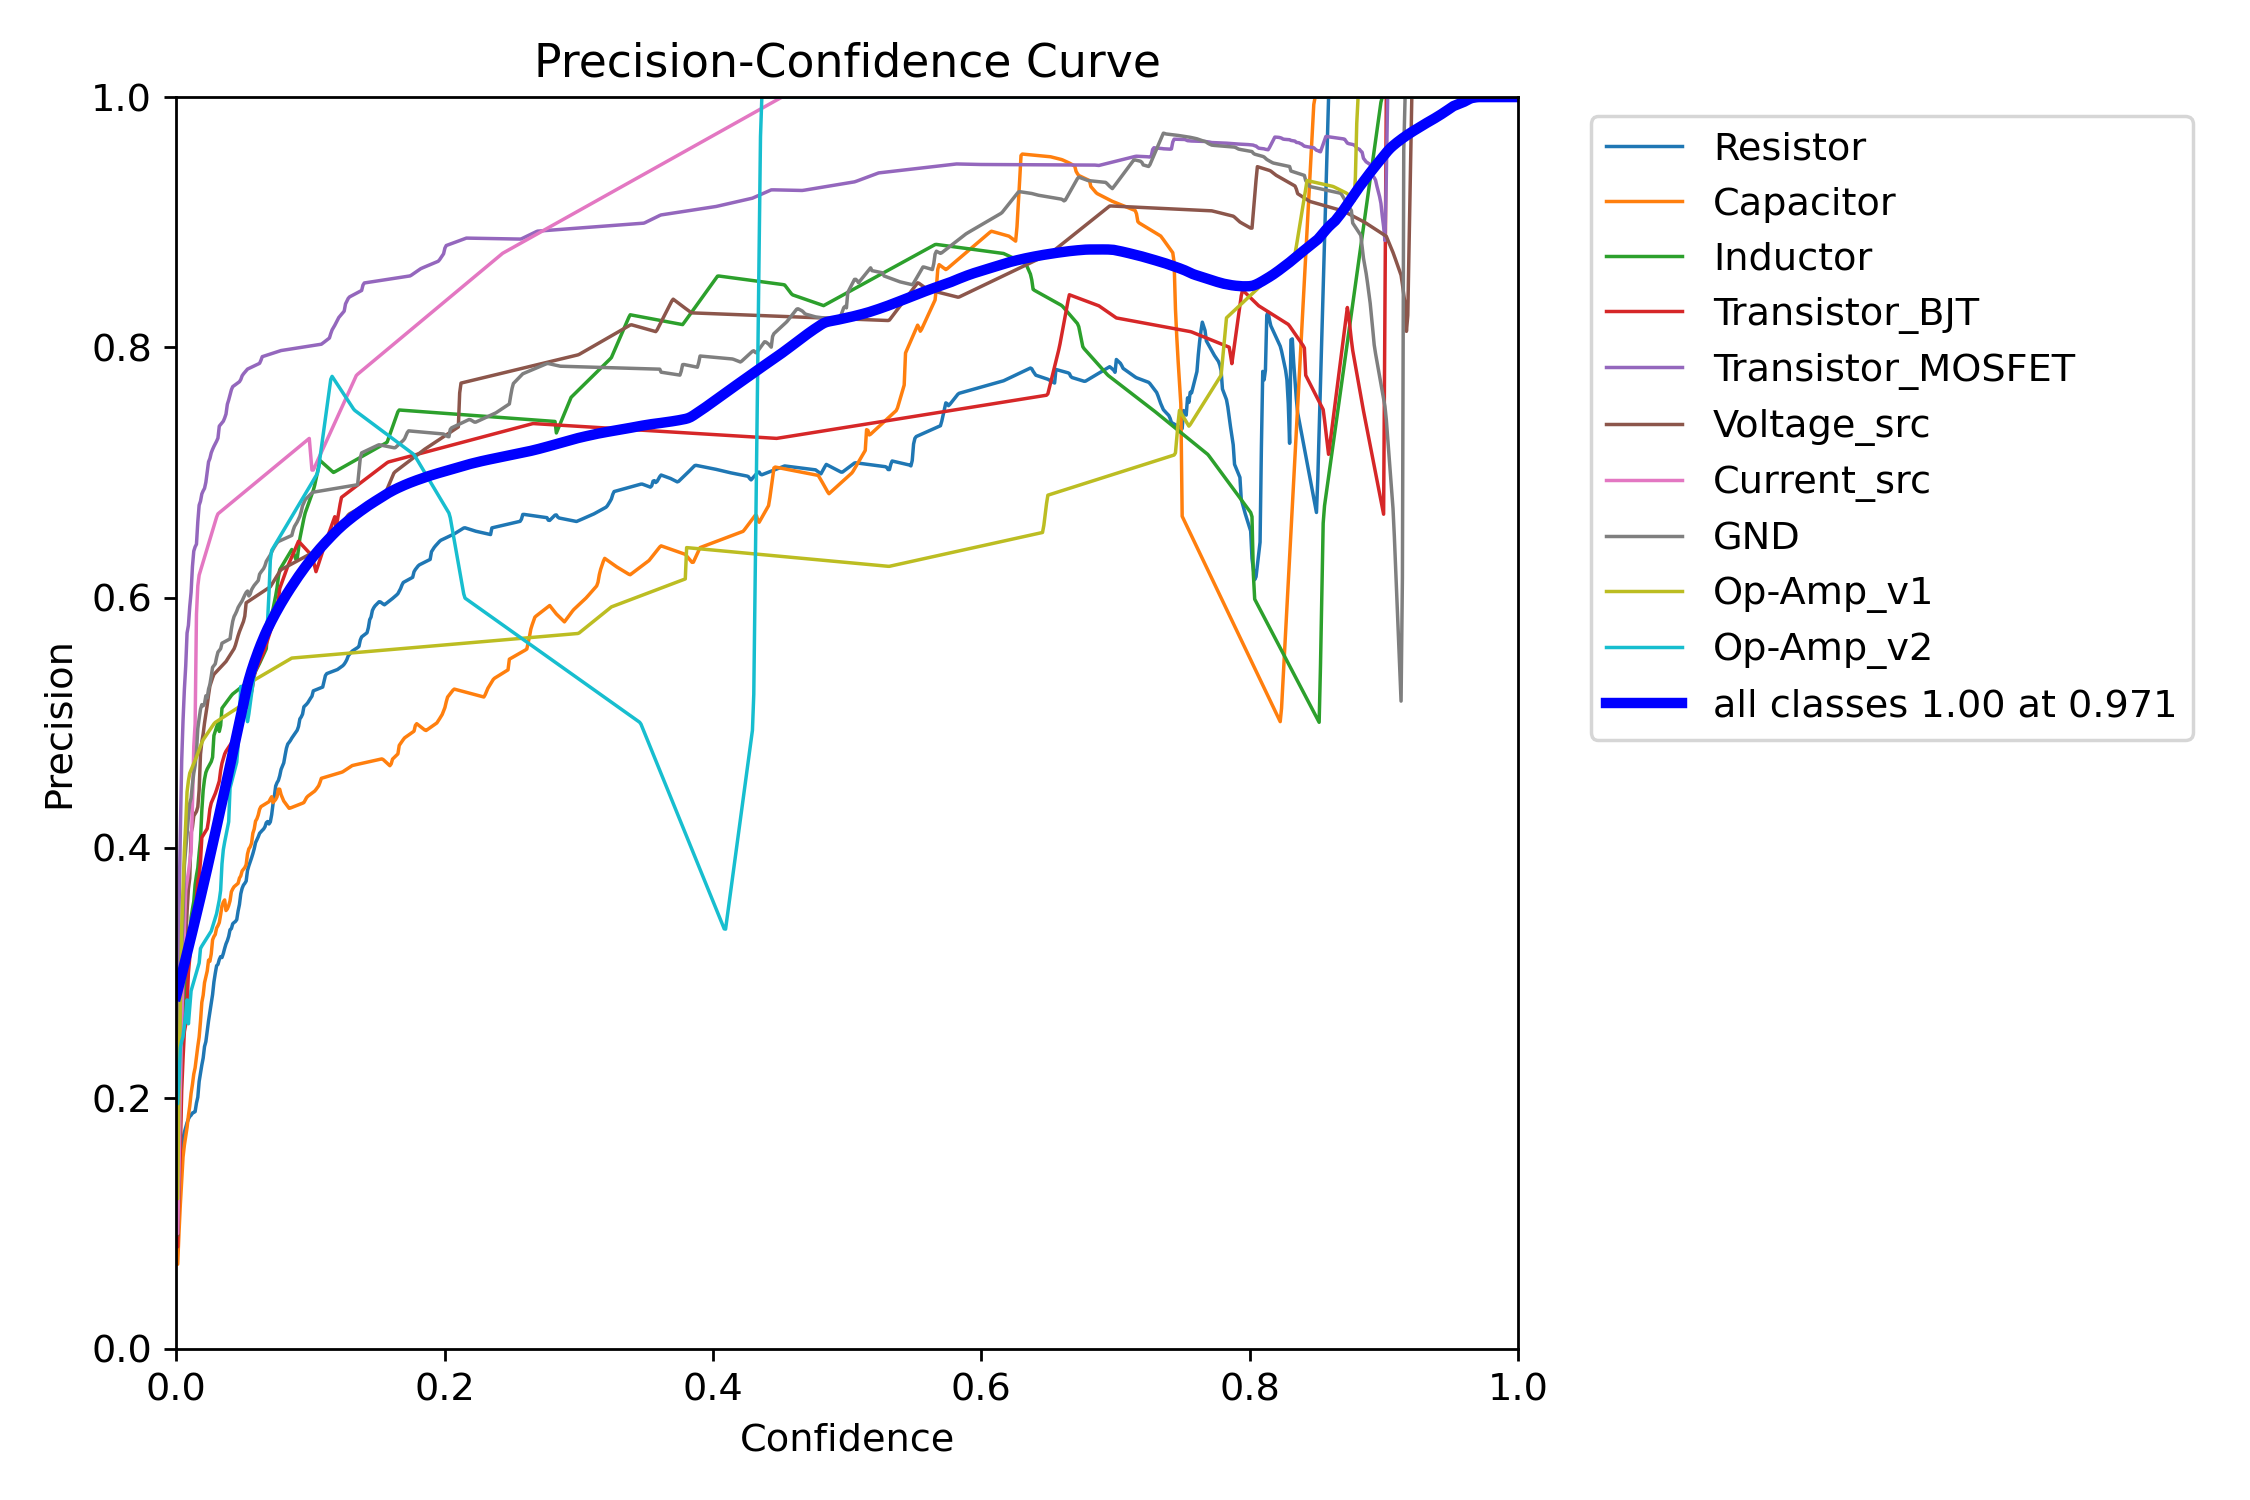 Precision-Confidence Curve
1.0
0.8
0.6
0.4
0.2
0.0
Precision
0.0 0.2 0.4 0.6 0.8 1.0
Confidence
Resistor
Capacitor
Inductor
Transistor_BJT
Transistor_MOSFET
Voltage_src
Current_src
GND
Op-Amp_v1
Op-Amp_v2
all classes 1.00 at 0.971